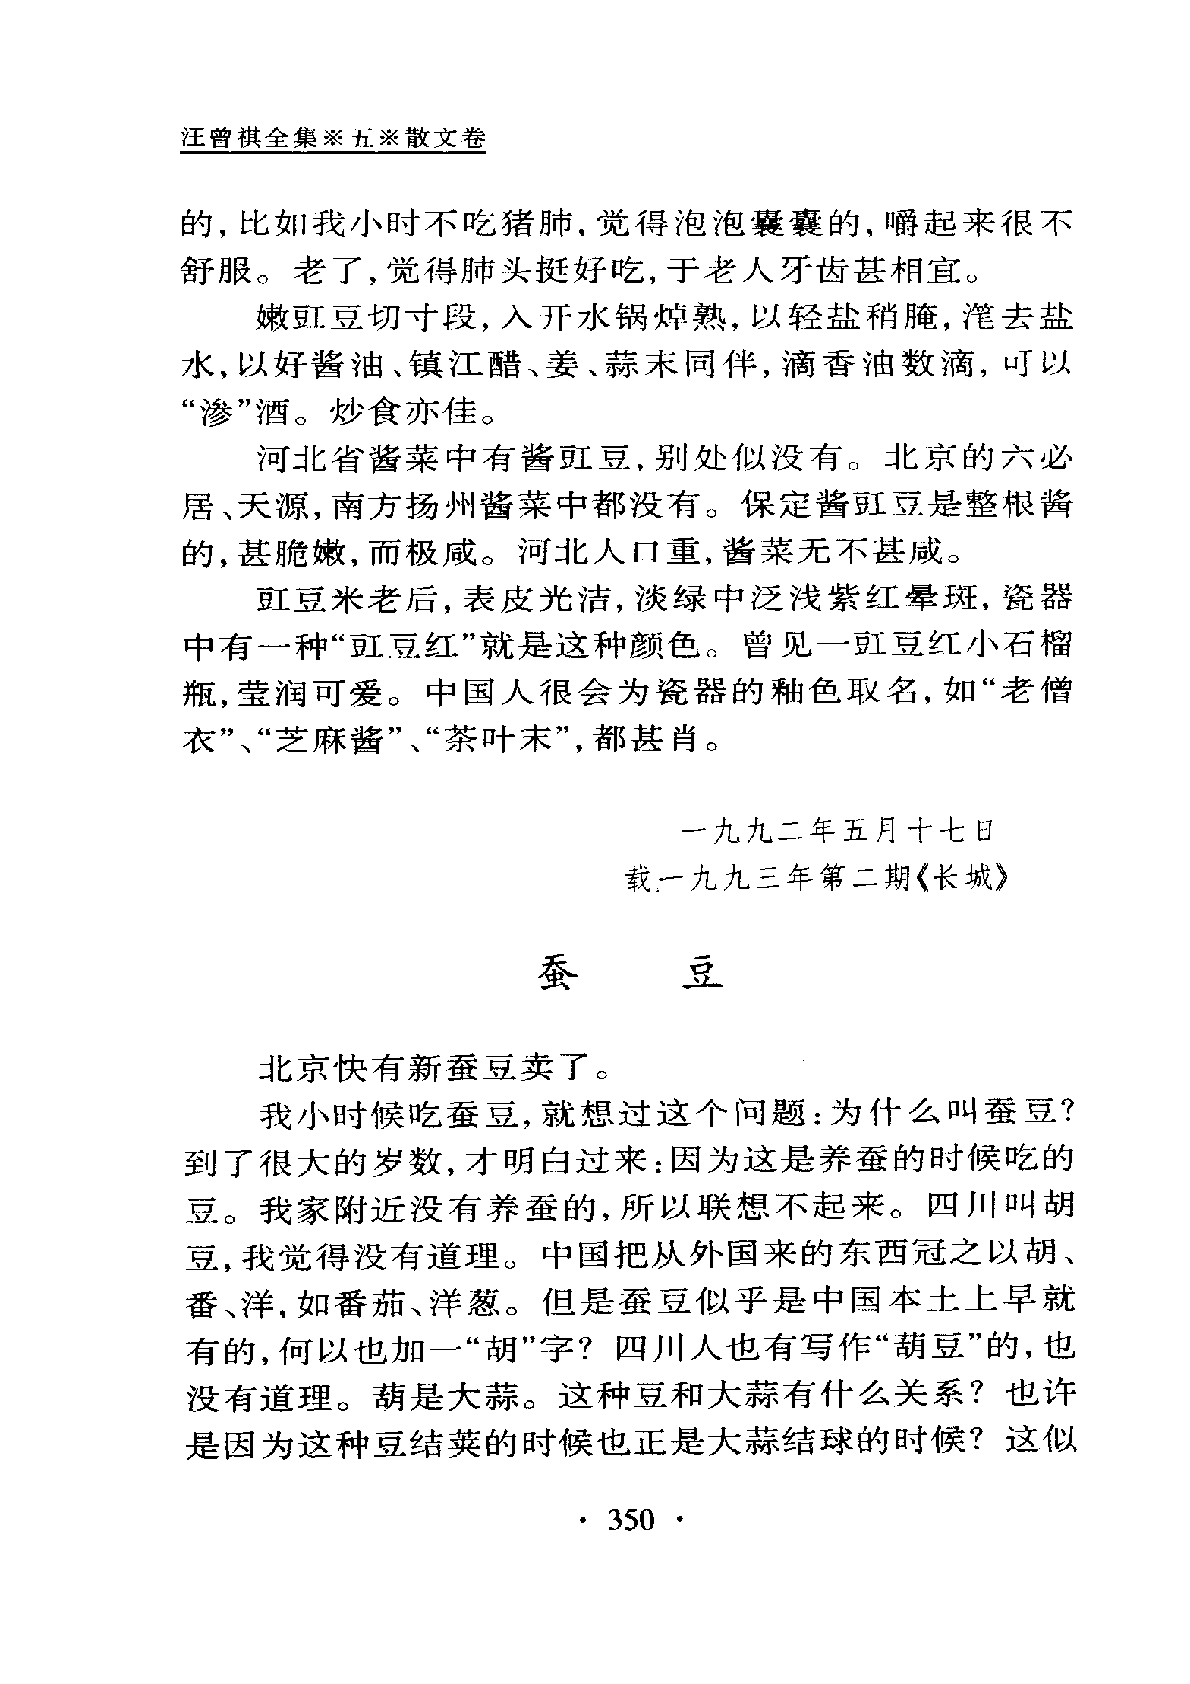 汪曾祺全集※五※散文卷
的，比如我小时不吃猪肺，觉得泡泡囊囊的，嚼起来很不
舒服。老了，觉得肺头挺好吃，于老人牙齿甚相宜。
嫩豇豆切寸段，入开水锅焯熟，以轻盐稍腌，滗去盐
水，以好酱油、镇江醋、姜、蒜末同伴，滴香油数滴，可以
“渗”酒。炒食亦佳。
河北省酱菜中有酱豇豆，别处似没有。北京的六必
居、天源，南方扬州酱菜中都没有。保定酱豇豆是整根酱
的，甚脆嫩，而极咸。河北人口重，酱菜无不甚咸。
豇豆米老后，表皮光洁，淡绿中泛浅紫红晕斑，瓷器
中有一种“豇豆红”就是这种颜色。曾见一豇豆红小石榴
瓶，莹润可爱。中国人很会为瓷器的釉色取名，如“老僧
衣”、“芝麻酱”、“茶叶末”，都甚肖。
一九九二年五月十七日
载一九九三年第二期《长城》
蚕 豆
北京快有新蚕豆卖了。
我小时候吃蚕豆，就想过这个问题：为什么叫蚕豆？
到了很大的岁数，才明白过来：因为这是养蚕的时候吃的
豆。我家附近没有养蚕的，所以联想不起来。四川叫胡
豆，我觉得没有道理。中国把从外国来的东西冠之以胡、
番、洋，如番茄、洋葱。但是蚕豆似乎是中国本土上早就
有的，何以也加一“胡”字？四川人也有写作“葫豆”的，也
没有道理。葫是大蒜。这种豆和大蒜有什么关系？也许
是因为这种豆结荚的时候也正是大蒜结球的时候？这似
· 350 ·